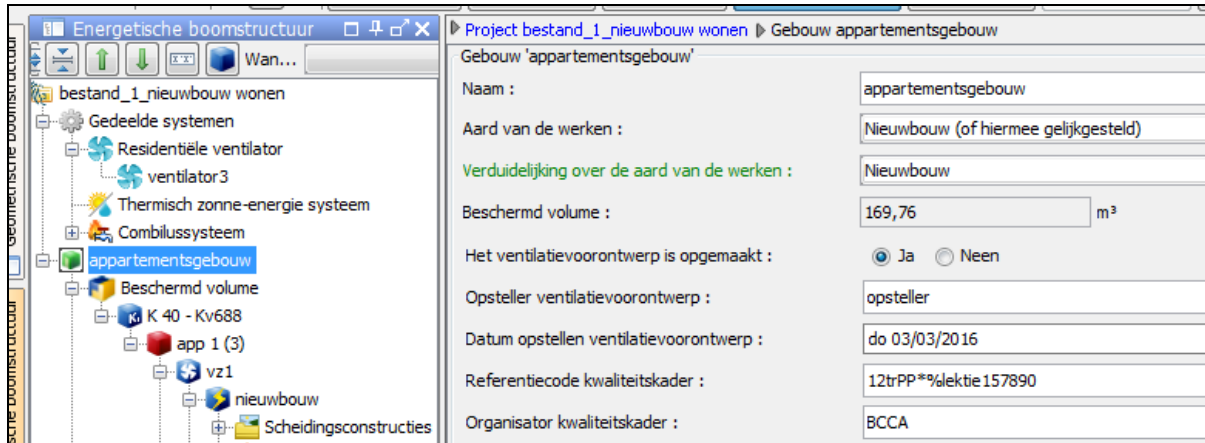 Energetische boomstructuur
Wan...
bestand_1_nieuwbouw wonen
Gedeelde systemen
Residentiële ventilator
ventilator3
Thermisch zonne-energie systeem
Combilussysteem
appartementsgebouw
Beschermd volume
K 40 - Kv688
app 1 (3)
vz1
nieuwbouw
Scheidingsconstructies
Geometrische boomstructuur
sche boomstructuur
Project bestand_1_nieuwbouw wonen Gebouw appartementsgebouw
Gebouw 'appartementsgebouw'
Naam : appartementsgebouw
Aard van de werken : Nieuwbouw (of hiermee gelijkgesteld)
Verduidelijking over de aard van de werken : Nieuwbouw
Beschermd volume : 169,76 m³
Het ventilatievoorontwerp is opgemaakt : Ja Neen
Opsteller ventilatievoorontwerp : opsteller
Datum opstellen ventilatievoorontwerp : do 03/03/2016
Referentiecode kwaliteitskader : 12trPP*%lektie157890
Organisator kwaliteitskader : BCCA